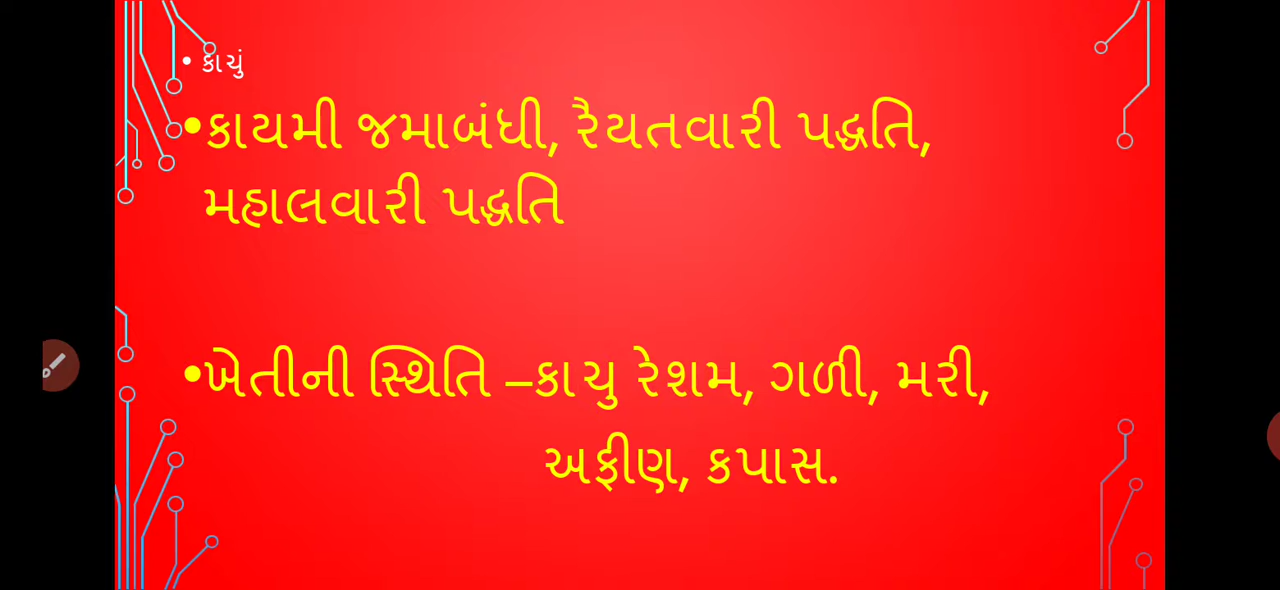 • કાચું
•કાયમી જમાબંધી, રૈયતવારી પદ્ધતિ,
મહાલવારી પદ્ધતિ
•ખેતીની સ્થિતિ –કાચુ રેશમ, ગળી, મરી,
અફીણ, કપાસ.